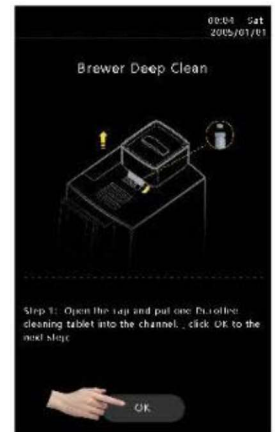 00:04 Sat
2005/01/01
Brewer Deep Clean
Step 1: Open the cap and put one
cleaning tablet into the channel. , click OK to the
next step:
OK